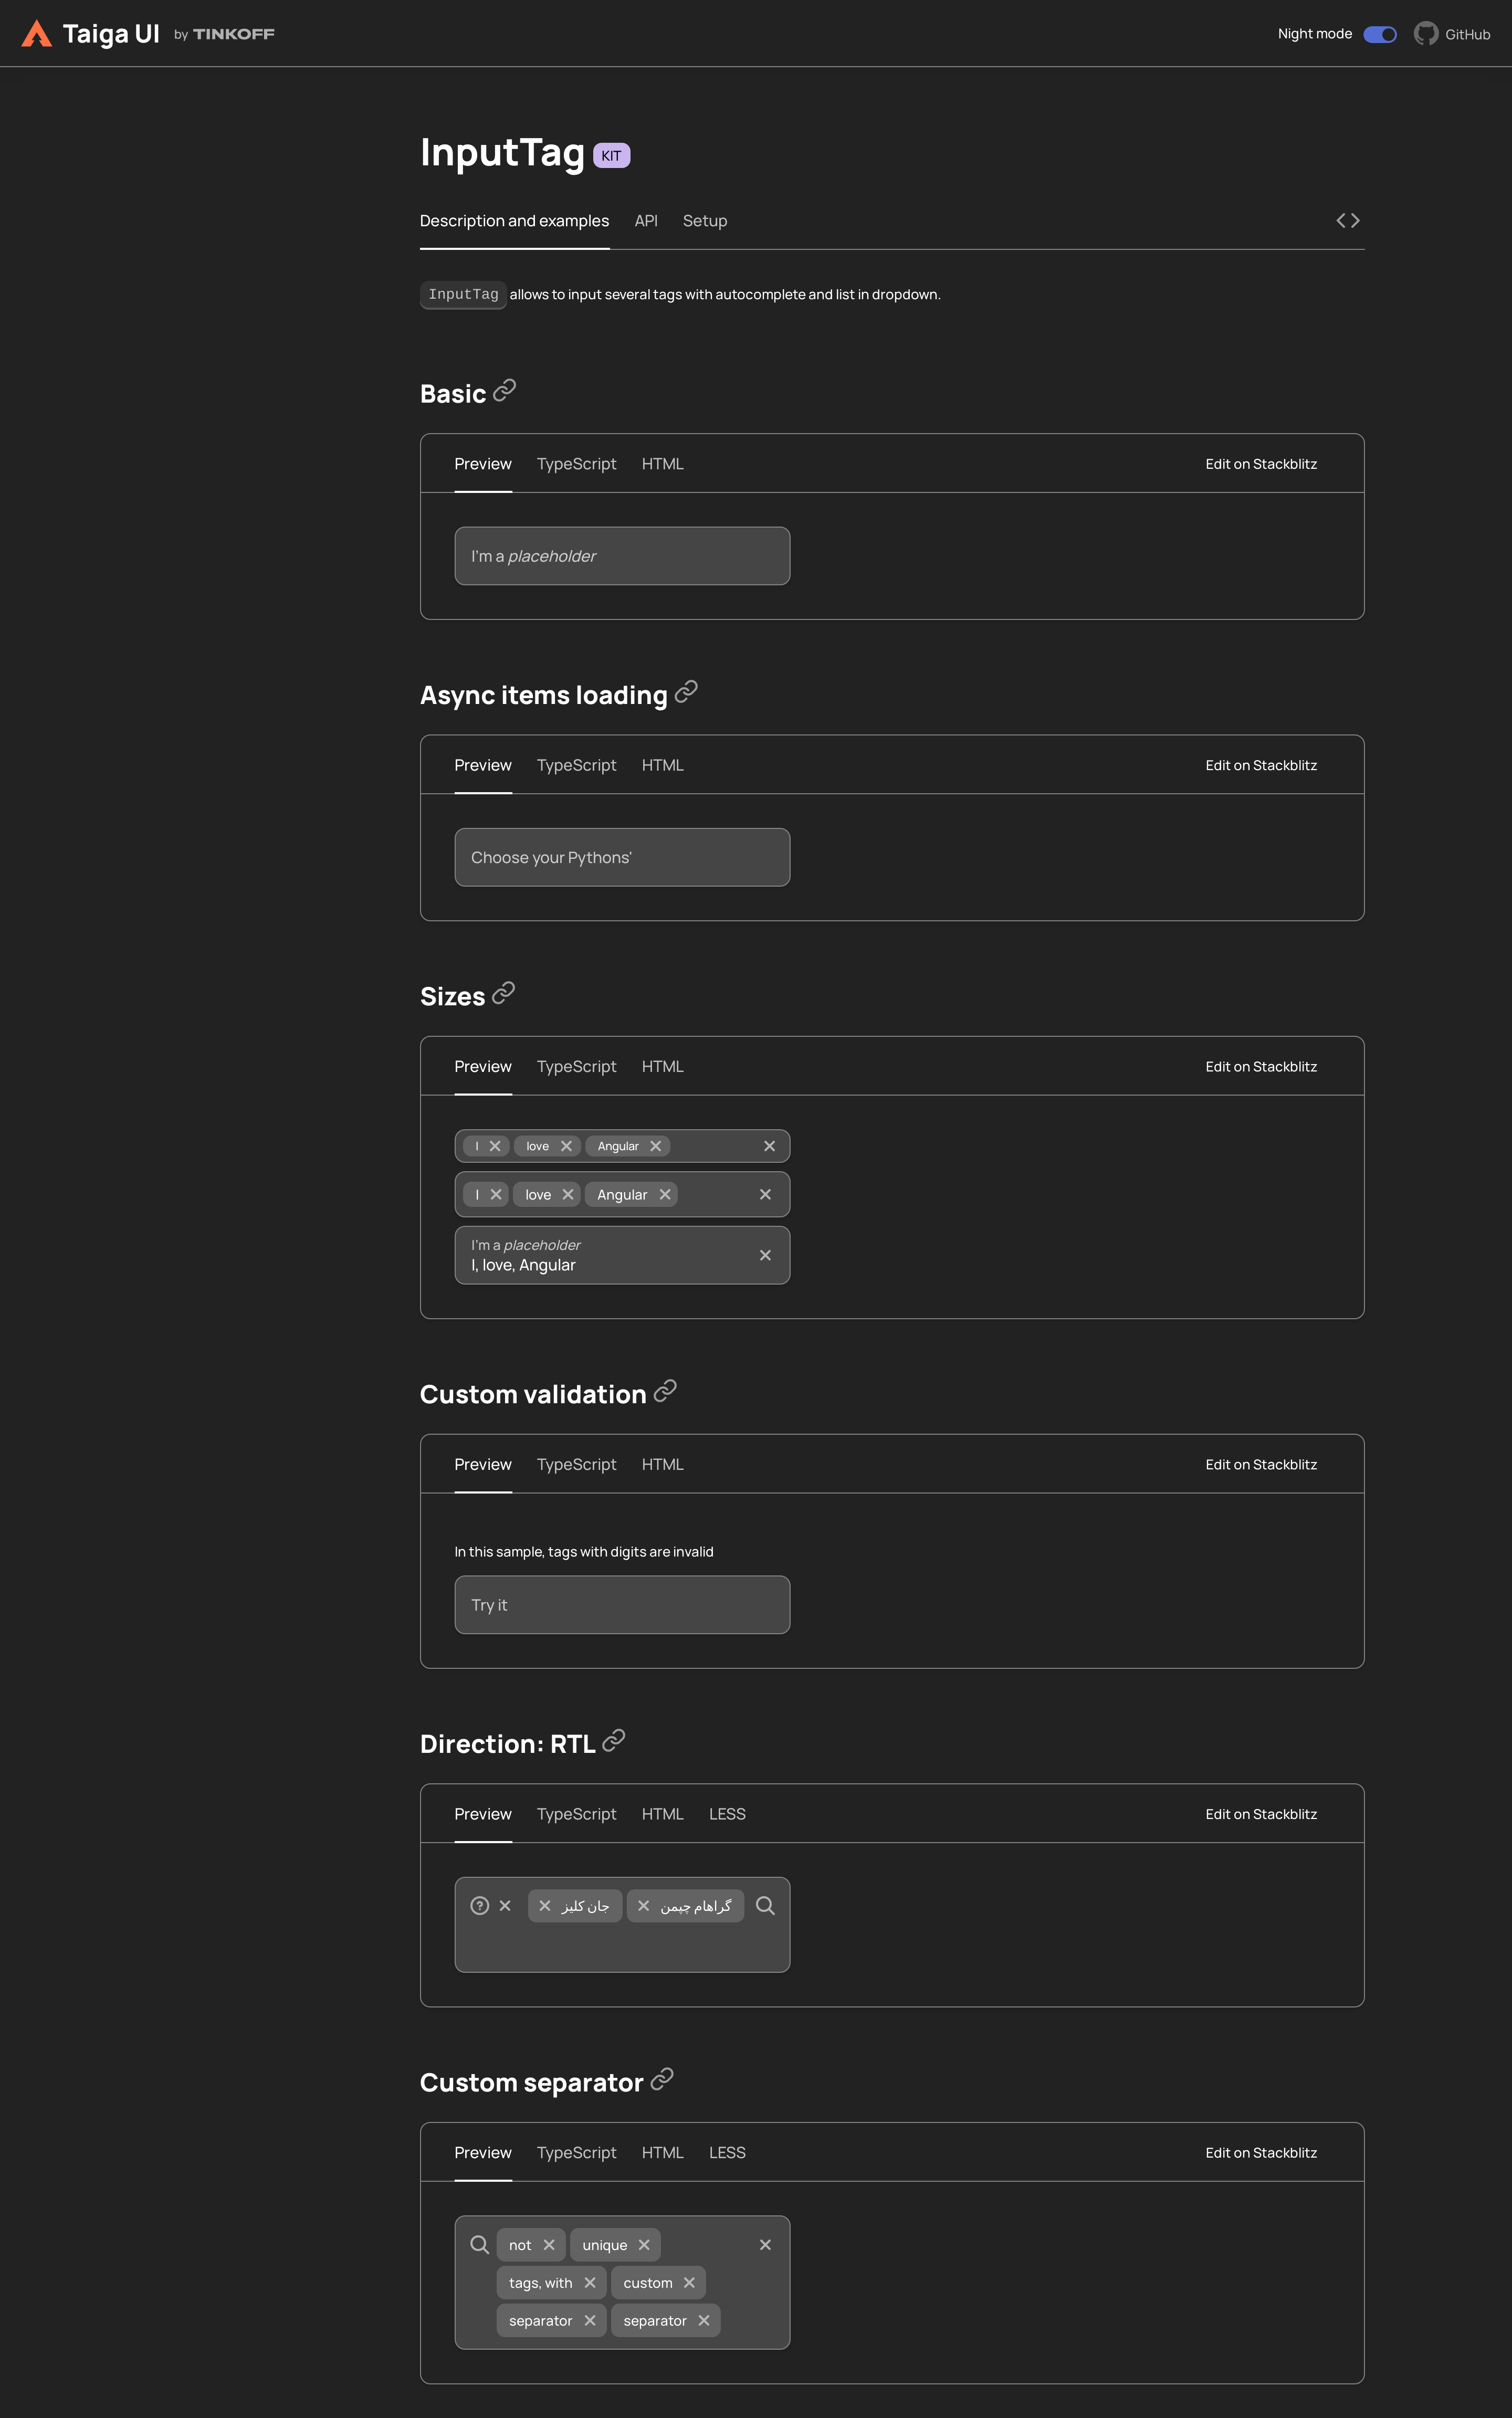 Taiga UI by TINKOFF Night mode GitHub
InputTag KIT
Description and examples API Setup
InputTag allows to input several tags with autocomplete and list in dropdown.
Basic
Preview TypeScript HTML Edit on Stackblitz
I'm a placeholder
Async items loading
Preview TypeScript HTML Edit on Stackblitz
Choose your Pythons'
Sizes
Preview TypeScript HTML Edit on Stackblitz
I love Angular
I love Angular
I'm a placeholder
I, love, Angular
Custom validation
Preview TypeScript HTML Edit on Stackblitz
In this sample, tags with digits are invalid
Try it
Direction: RTL
Preview TypeScript HTML LESS Edit on Stackblitz
گراهام چپمن جان کلیز
Custom separator
Preview TypeScript HTML LESS Edit on Stackblitz
not unique
tags, with custom
separator separator